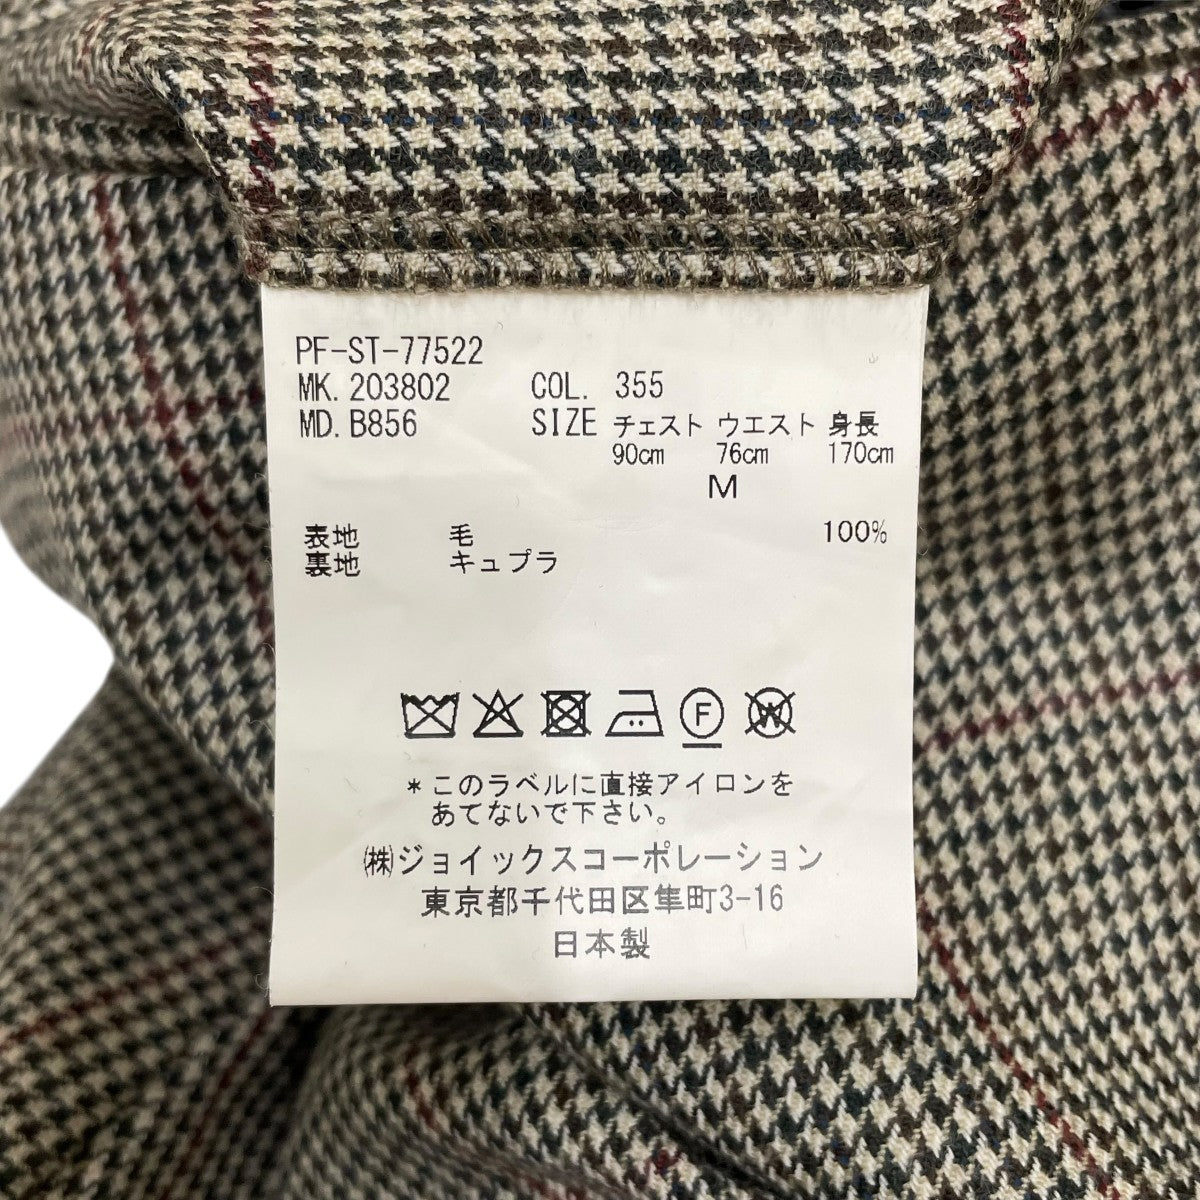 PF-ST-77522
MK. 203802 COL. 355
MD. B856 SIZE チェスト ウエスト 身長
90cm 76cm 170cm
M
表地 毛 100%
裏地 キュプラ
F W
*このラベルに直接アイロンを
あてないで下さい。
㈱ジョイックスコーポレーション
東京都千代田区隼町3-16
日本製